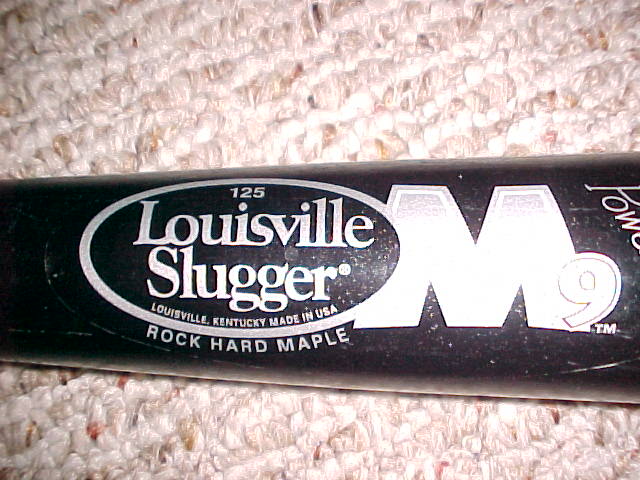 125
Louisville
Slugger®
LOUISVILLE, KENTUCKY MADE IN USA
ROCK HARD MAPLE
M9™